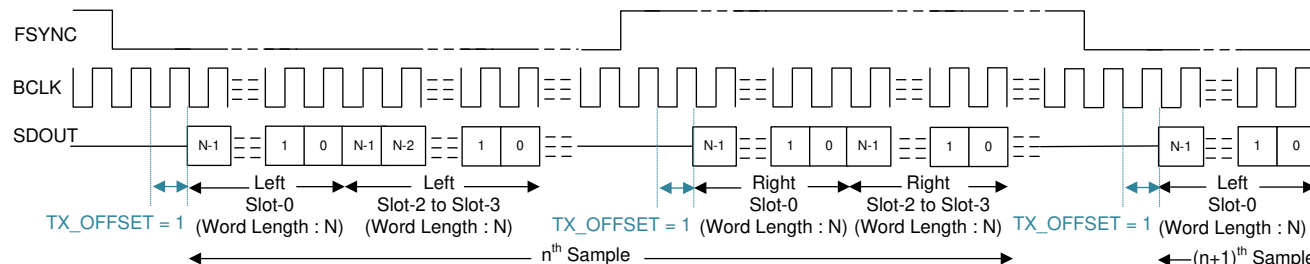 FSYNC
BCLK
SDOUT
N-1 1 0 N-1 N-2 1 0 N-1 1 0 N-1 1 0 N-1 1 0
Left Left Right Right Left
Slot-0 Slot-2 to Slot-3 Slot-0 Slot-2 to Slot-3 Slot-0
TX_OFFSET = 1 (Word Length : N) (Word Length : N) TX_OFFSET = 1 (Word Length : N) (Word Length : N) TX_OFFSET = 1 (Word Length : N)
nth Sample (n+1)th Sample